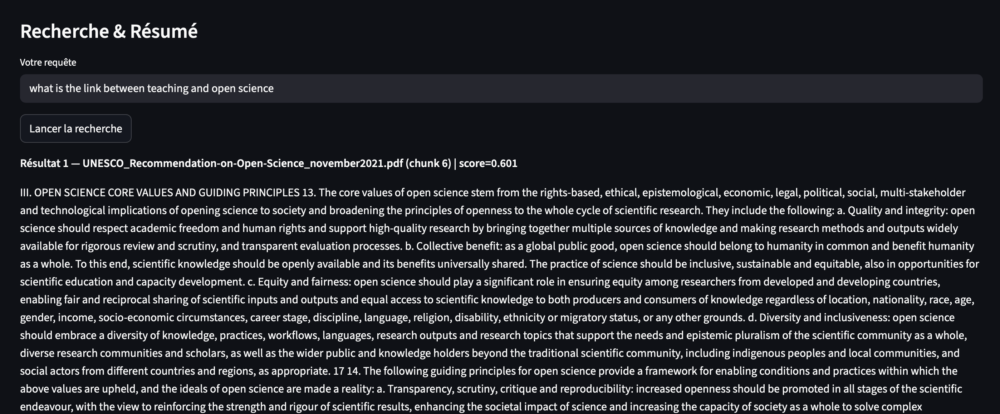 Recherche & Résumé
Votre requête
what is the link between teaching and open science
Lancer la recherche
Résultat 1 — UNESCO_Recommendation-on-Open-Science_november2021.pdf (chunk 6) | score=0.601
III. OPEN SCIENCE CORE VALUES AND GUIDING PRINCIPLES 13. The core values of open science stem from the rights-based, ethical, epistemological, economic, legal, political, social, multi-stakeholder
and technological implications of opening science to society and broadening the principles of openness to the whole cycle of scientific research. They include the following: a. Quality and integrity: open
science should respect academic freedom and human rights and support high-quality research by bringing together multiple sources of knowledge and making research methods and outputs widely
available for rigorous review and scrutiny, and transparent evaluation processes. b. Collective benefit: as a global public good, open science should belong to humanity in common and benefit humanity
as a whole. To this end, scientific knowledge should be openly available and its benefits universally shared. The practice of science should be inclusive, sustainable and equitable, also in opportunities for
scientific education and capacity development. c. Equity and fairness: open science should play a significant role in ensuring equity among researchers from developed and developing countries,
enabling fair and reciprocal sharing of scientific inputs and outputs and equal access to scientific knowledge to both producers and consumers of knowledge regardless of location, nationality, race, age,
gender, income, socio-economic circumstances, career stage, discipline, language, religion, disability, ethnicity or migratory status, or any other grounds. d. Diversity and inclusiveness: open science
should embrace a diversity of knowledge, practices, workflows, languages, research outputs and research topics that support the needs and epistemic pluralism of the scientific community as a whole,
diverse research communities and scholars, as well as the wider public and knowledge holders beyond the traditional scientific community, including indigenous peoples and local communities, and
social actors from different countries and regions, as appropriate. 17 14. The following guiding principles for open science provide a framework for enabling conditions and practices within which the
above values are upheld, and the ideals of open science are made a reality: a. Transparency, scrutiny, critique and reproducibility: increased openness should be promoted in all stages of the scientific
endeavour, with the view to reinforcing the strength and rigour of scientific results, enhancing the societal impact of science and increasing the capacity of society as a whole to solve complex